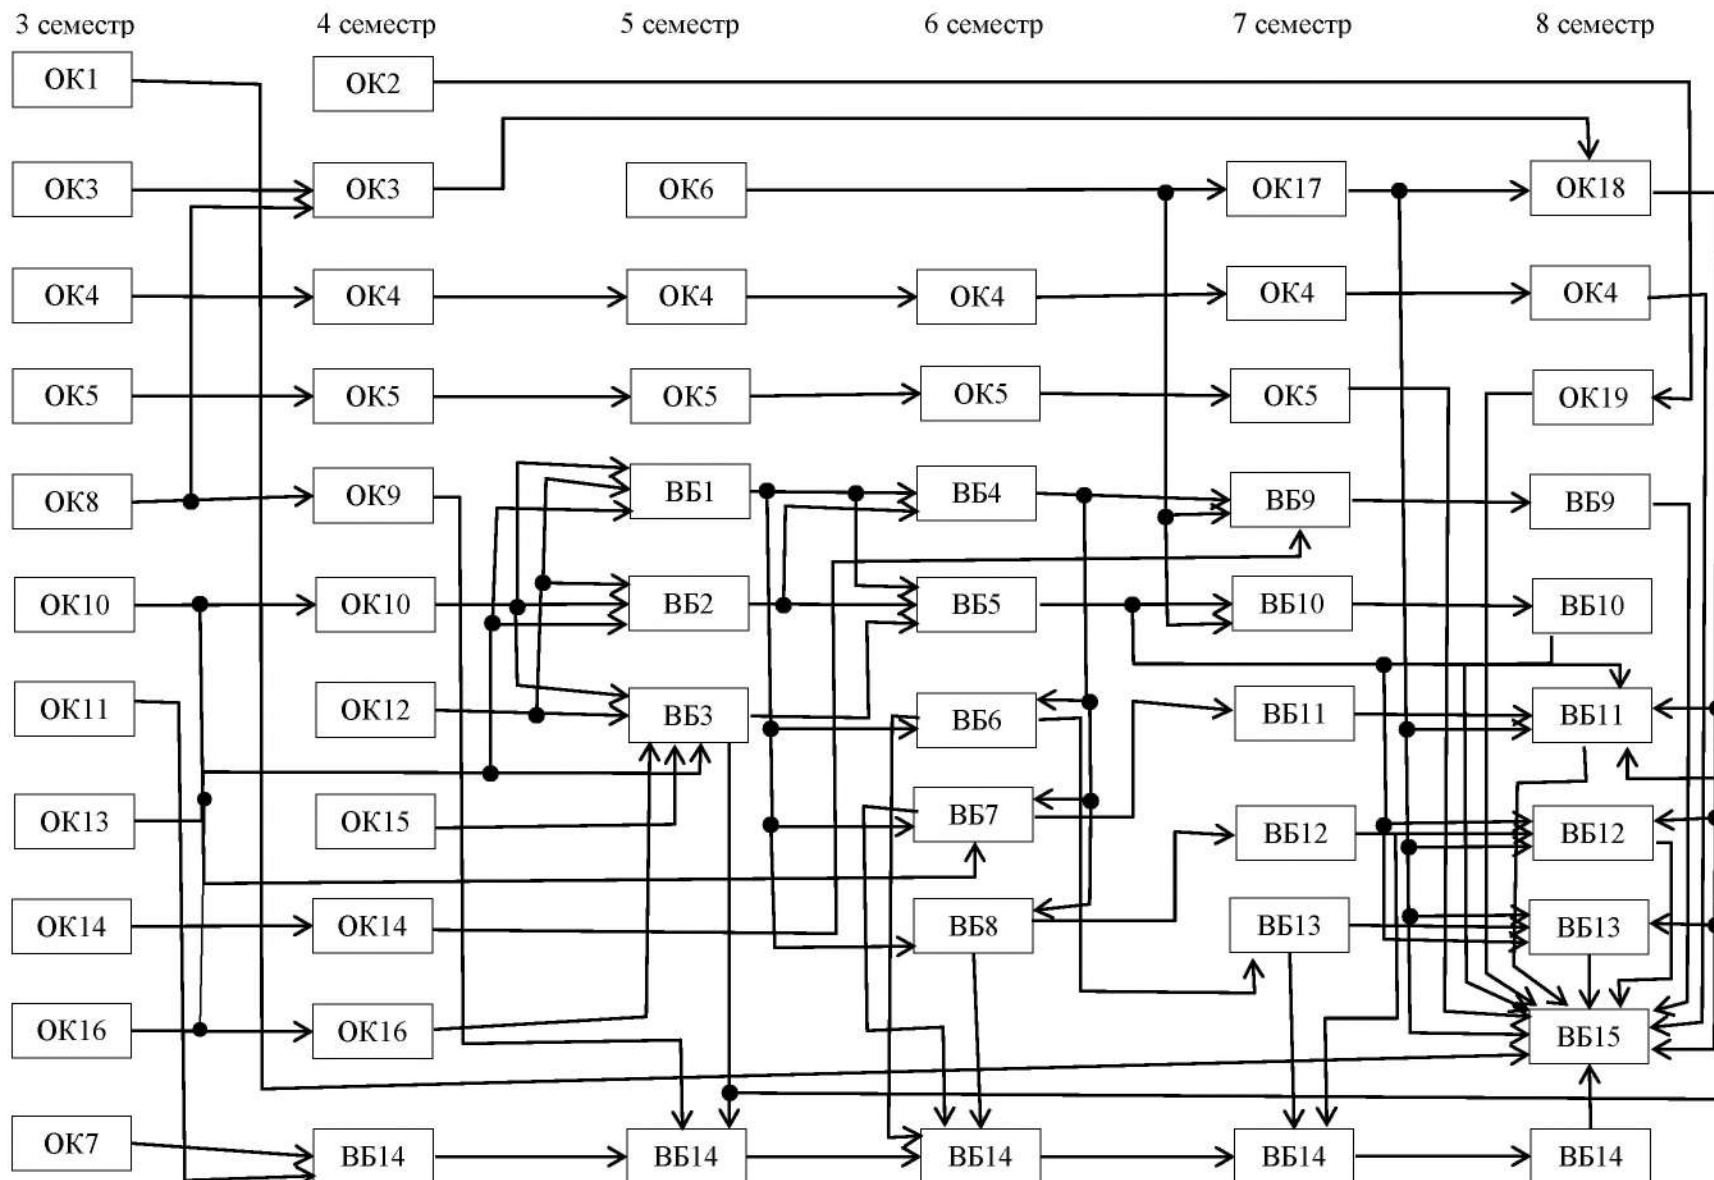 3 семестр 4 семестр 5 семестр 6 семестр 7 семестр 8 семестр
ОК1 ОК2
ОК3 ОК3 ОК6 ОК17 ОК18
ОК4 ОК4 ОК4 ОК4 ОК4 ОК4
ОК5 ОК5 ОК5 ОК5 ОК5 ОК19
ОК8 ОК9 ВБ1 ВБ4 ВБ9 ВБ9
ОК10 ОК10 ВБ2 ВБ5 ВБ10 ВБ10
ОК11 ОК12 ВБ3 ВБ6 ВБ11 ВБ11
ОК13 ОК15 ВБ7 ВБ12 ВБ12
ОК14 ОК14 ВБ8 ВБ13 ВБ13
ОК16 ОК16 ВБ15
ОК7 ВБ14 ВБ14 ВБ14 ВБ14 ВБ14